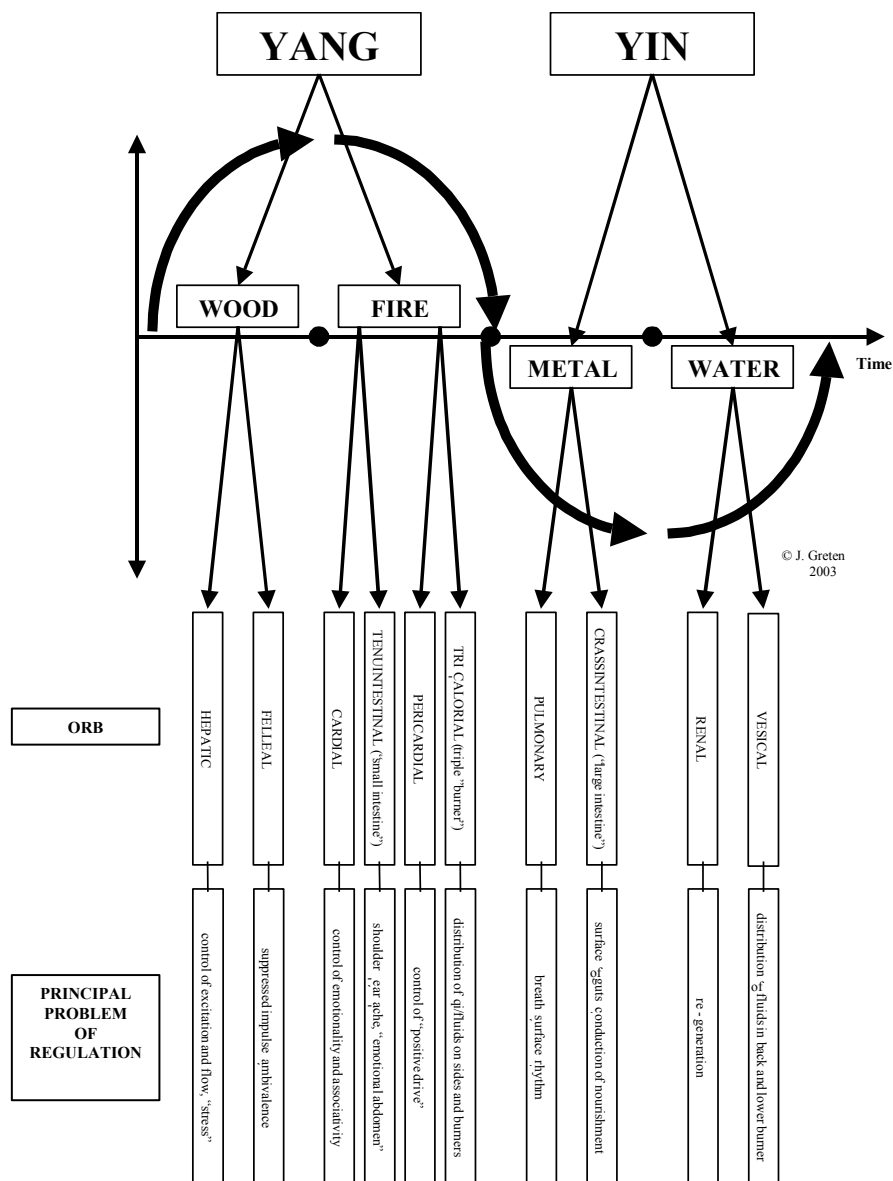 YANG
YIN
WOOD
FIRE
METAL
WATER
Time
© J. Greten
2003
ORB
HEPATIC
FELLEAL
CARDIAL
TENUINTESTINAL ("small intestine")
PERICARDIAL
TRI CALORIAL (triple "burner")
PULMONARY
CRASSINTESTINAL ("large intestine")
RENAL
VESICAL
PRINCIPAL
PROBLEM
OF
REGULATION
control of excitation and flow, "stress"
suppressed impulse, ambivalence
control of emotionality and associativity
shoulder, ear ache, "emotional abdomen"
control of "positive drive"
distribution of qi/fluids on sides and burners
breath surface rhythm
surface, guts conduction of nourishment
re - generation
distribution of fluids in back and lower burner